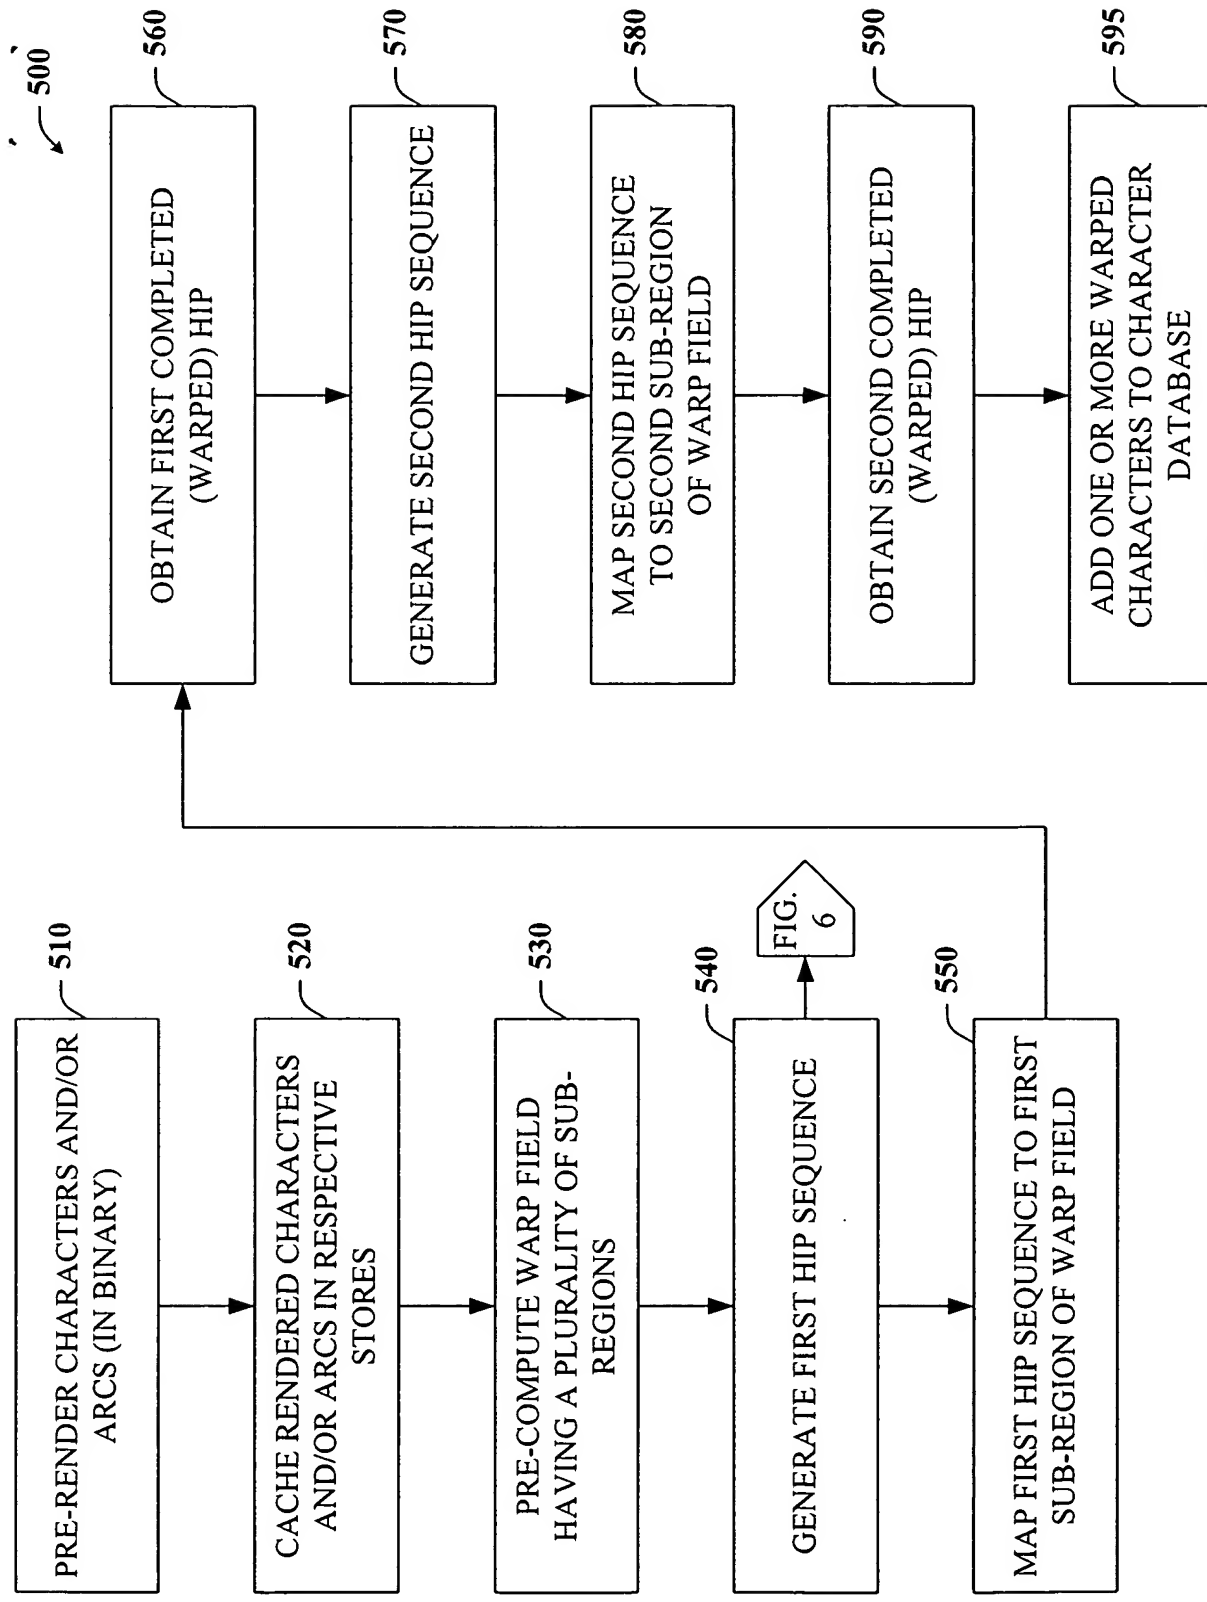 500
510
PRE-RENDER CHARACTERS AND/OR
ARCS (IN BINARY)
520
CACHE RENDERED CHARACTERS
AND/OR ARCS IN RESPECTIVE
STORES
530
PRE-COMPUTE WARP FIELD
HAVING A PLURALITY OF SUB-
REGIONS
540
GENERATE FIRST HIP SEQUENCE
FIG.
6
550
MAP FIRST HIP SEQUENCE TO FIRST
SUB-REGION OF WARP FIELD
560
OBTAIN FIRST COMPLETED
(WARPED) HIP
570
GENERATE SECOND HIP SEQUENCE
580
MAP SECOND HIP SEQUENCE
TO SECOND SUB-REGION
OF WARP FIELD
590
OBTAIN SECOND COMPLETED
(WARPED) HIP
595
ADD ONE OR MORE WARPED
CHARACTERS TO CHARACTER
DATABASE